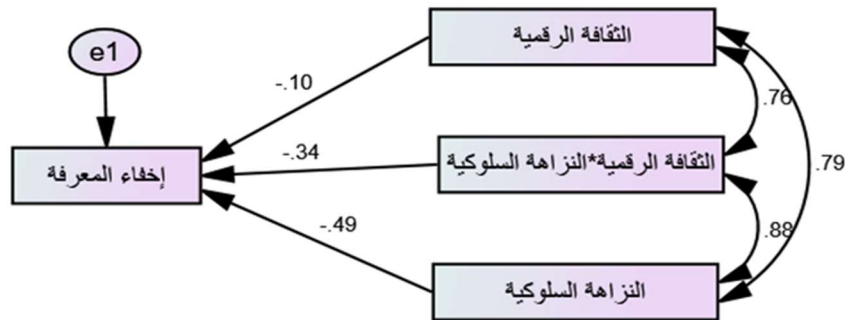 الثقافة الرقمية
e1
-.10
.76
-.34
الثقافة الرقمية*النزاهة السلوكية
إخفاء المعرفة
.79
-.49
.88
النزاهة السلوكية